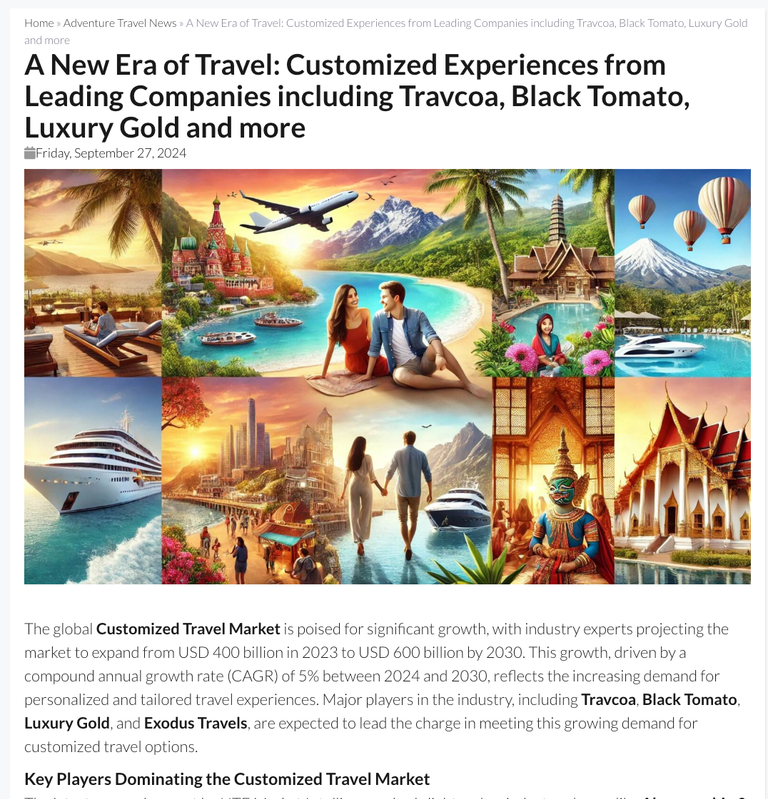 Home » Adventure Travel News » A New Era of Travel: Customized Experiences from Leading Companies including Travcoa, Black Tomato, Luxury Gold
and more
A New Era of Travel: Customized Experiences from
Leading Companies including Travcoa, Black Tomato,
Luxury Gold and more
Friday, September 27, 2024
The global Customized Travel Market is poised for significant growth, with industry experts projecting the
market to expand from USD 400 billion in 2023 to USD 600 billion by 2030. This growth, driven by a
compound annual growth rate (CAGR) of 5% between 2024 and 2030, reflects the increasing demand for
personalized and tailored travel experiences. Major players in the industry, including Travcoa, Black Tomato,
Luxury Gold, and Exodus Travels, are expected to lead the charge in meeting this growing demand for
customized travel options.
Key Players Dominating the Customized Travel Market